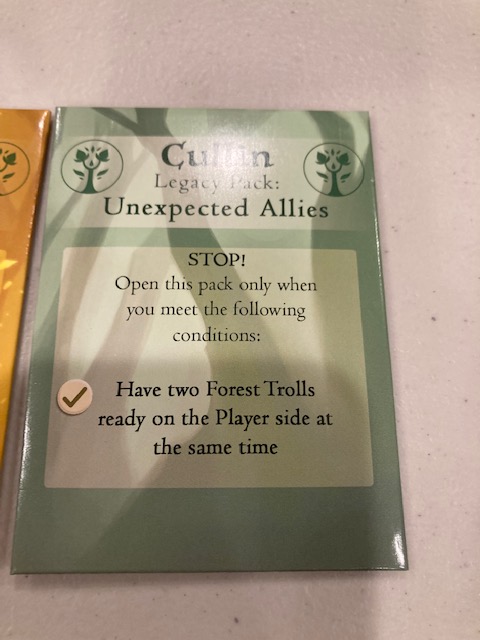 Legacy Pack:
Unexpected Allies
STOP!
Open this pack only when
you meet the following
conditions:
Have two Forest Trolls
ready on the Player side at
the same time